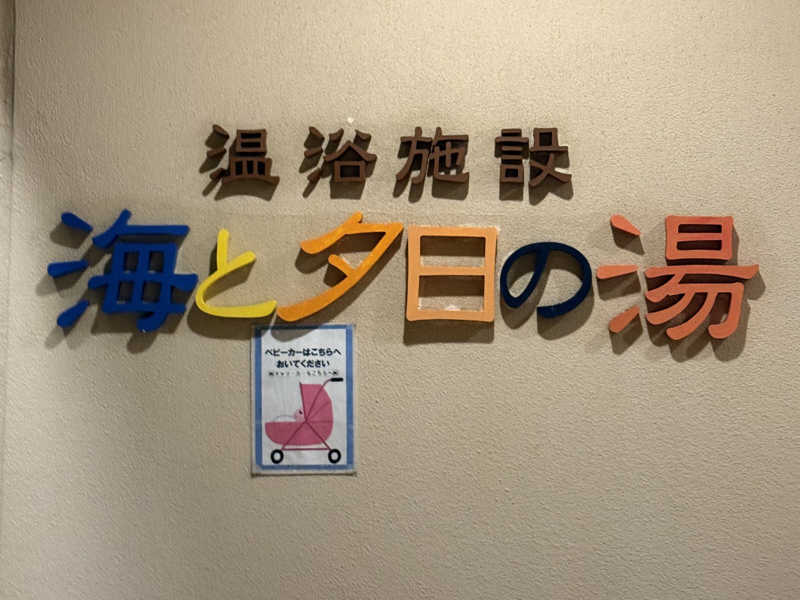 温浴施設
海と夕日の湯
ベビーカーはこちらへ
おいてください